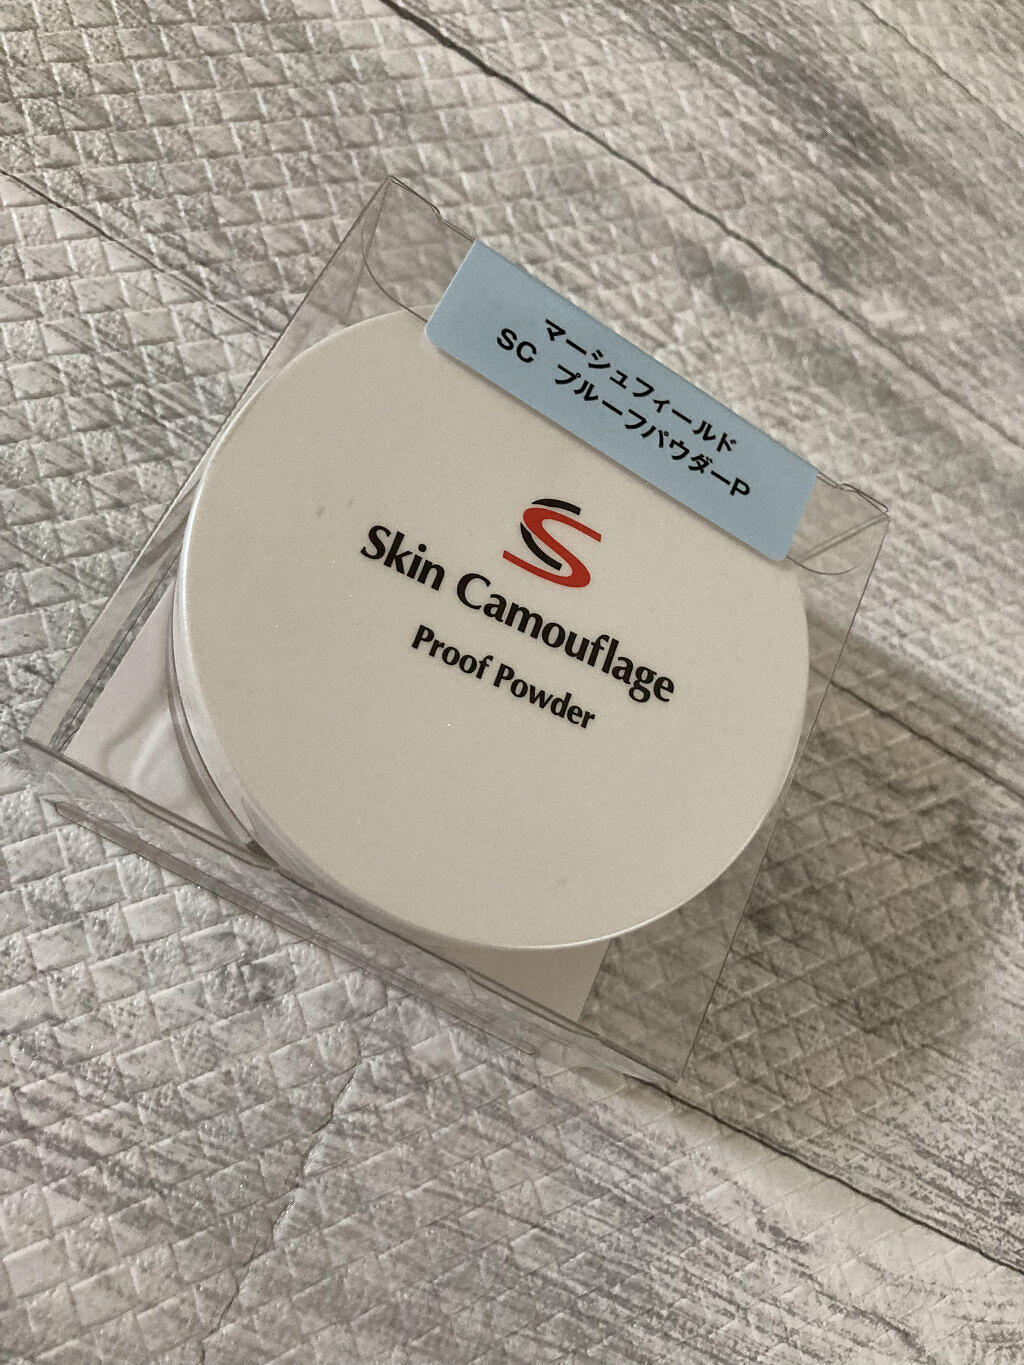 マーシュフィールド
SC プルーフパウダーP
Skin Camouflage
Proof Powder